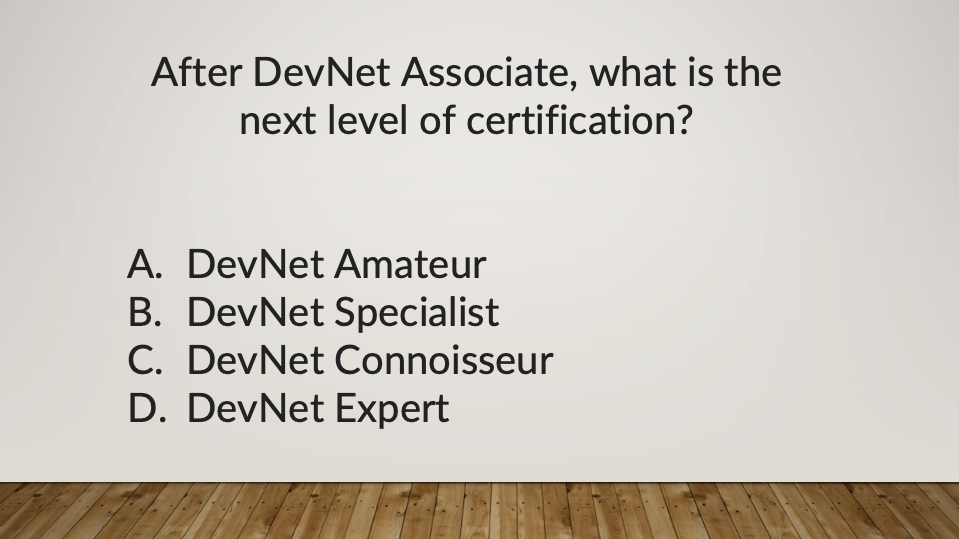 After DevNet Associate, what is the
next level of certification?
A. DevNet Amateur
B. DevNet Specialist
C. DevNet Connoisseur
D. DevNet Expert